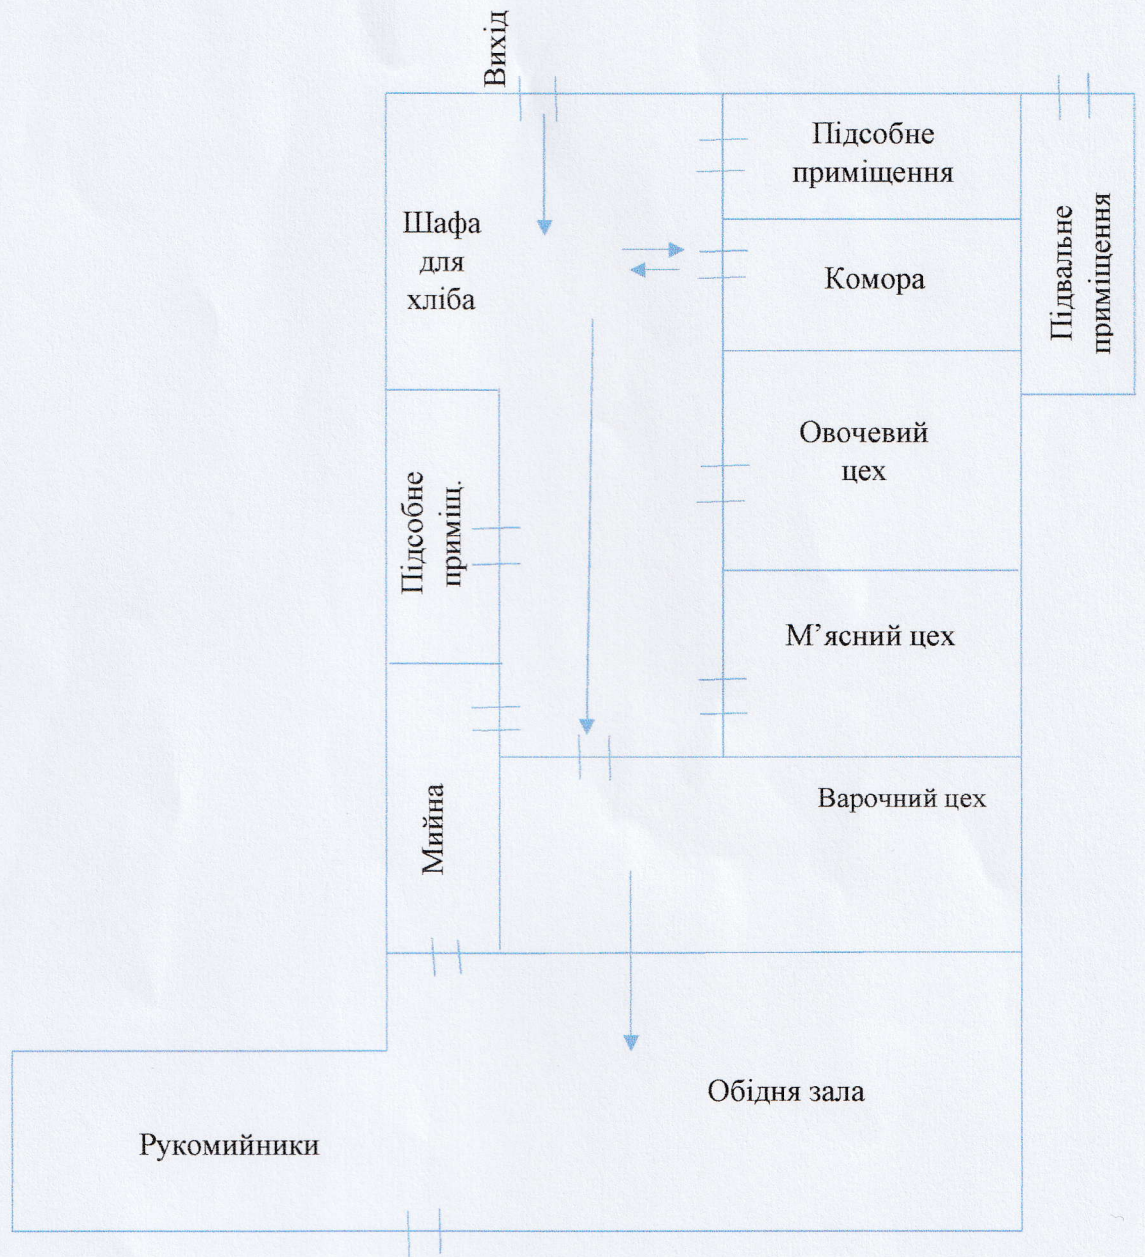 Вихід
Підсобне
приміщення
Шафа
для
хліба
Комора
Підвальне
приміщення
Овочевий
цех
Підсобне
приміщ.
М’ясний цех
Варочний цех
Мийна
Обідня зала
Рукомийники